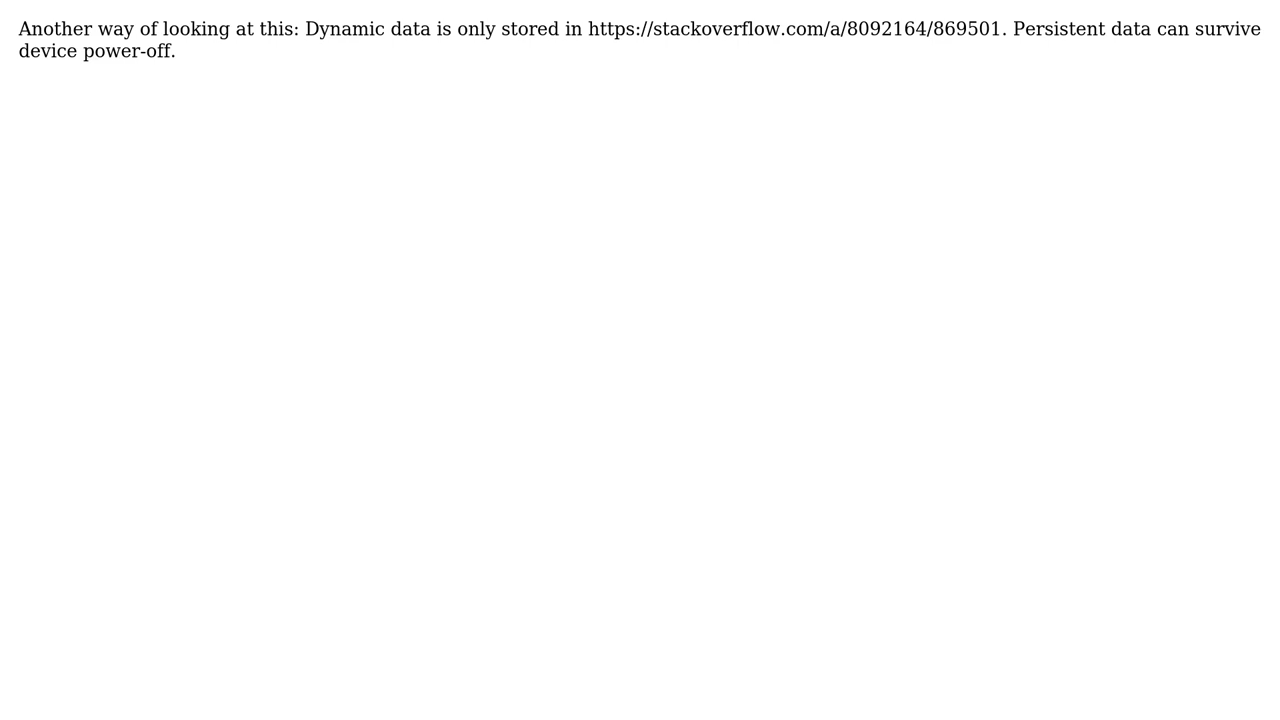 Another way of looking at this: Dynamic data is only stored in https://stackoverflow.com/a/8092164/869501. Persistent data can survive
device power-off.